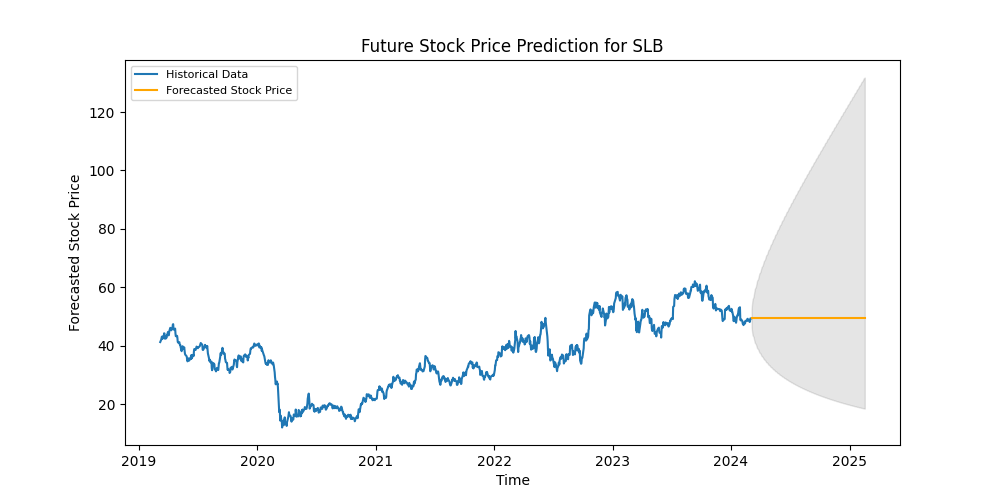 Future Stock Price Prediction for SLB
Historical Data
Forecasted Stock Price
120
100
80
60
40
20
Forecasted Stock Price
2019 2020 2021 2022 2023 2024 2025
Time